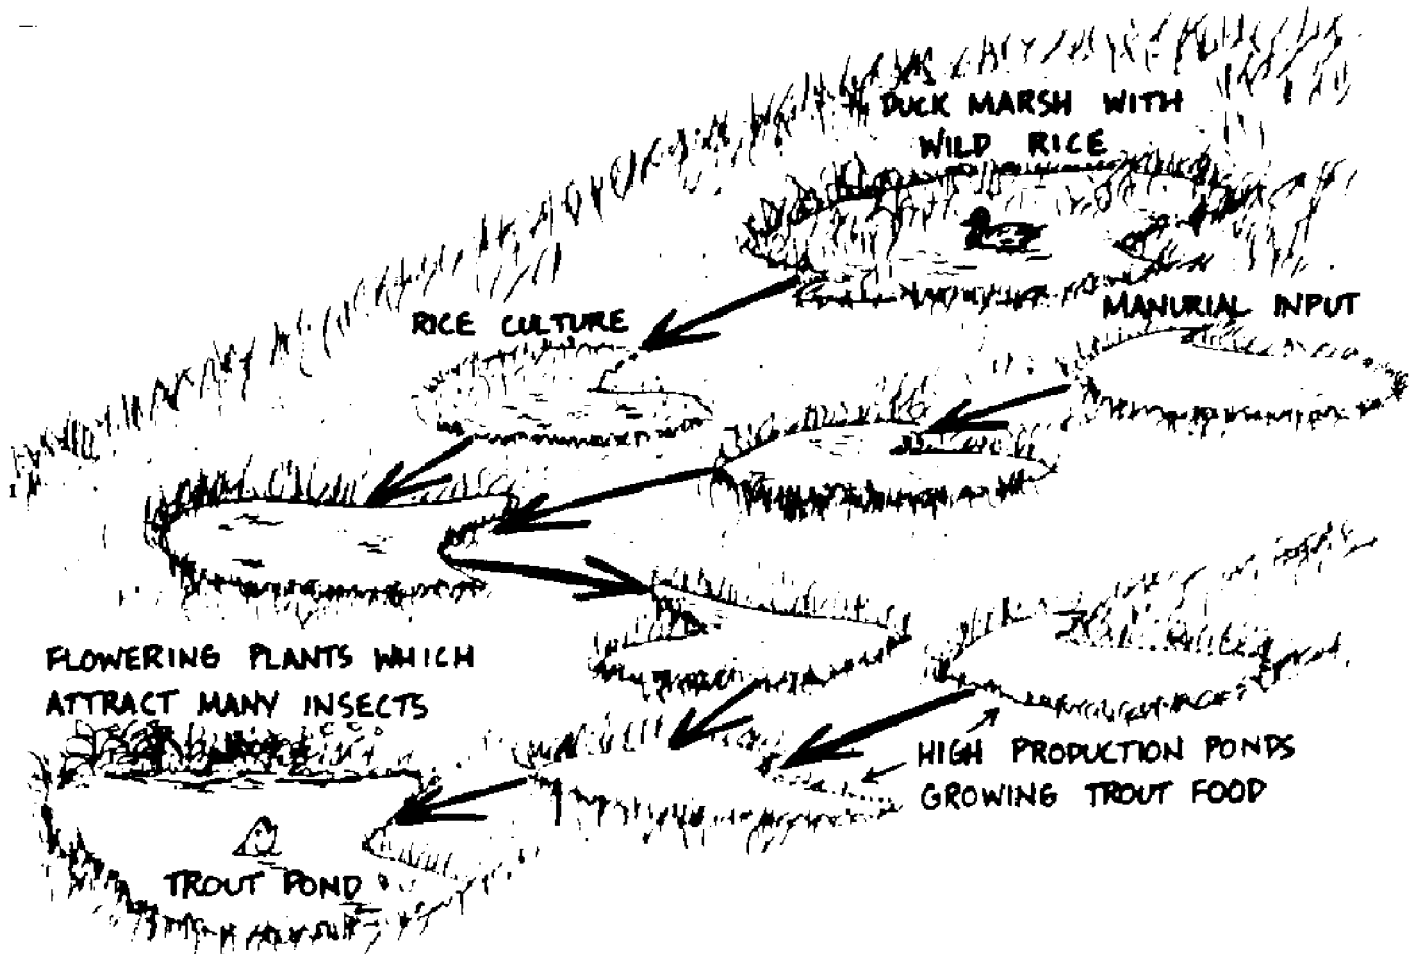 DUCK MARSH WITH
WILD RICE
MANURIAL INPUT
RICE CULTURE
FLOWERING PLANTS WHICH
ATTRACT MANY INSECTS
HIGH PRODUCTION PONDS
GROWING TROUT FOOD
TROUT POND